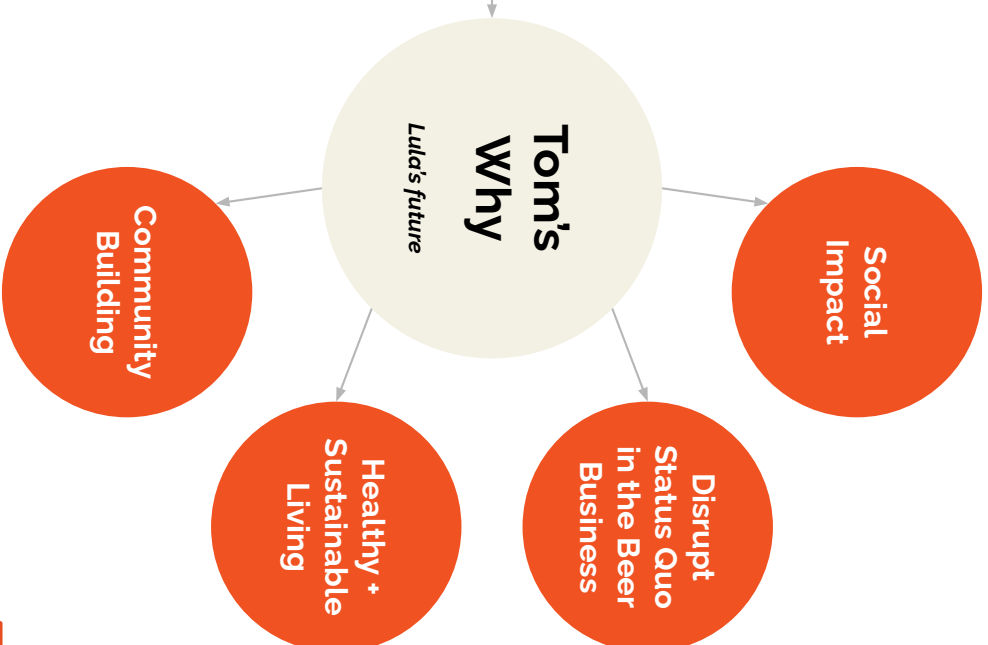 Tom's
Why
Lula's future
Social
Impact
Disrupt
Status Quo
in the Beer
Business
Healthy +
Sustainable
Living
Community
Building